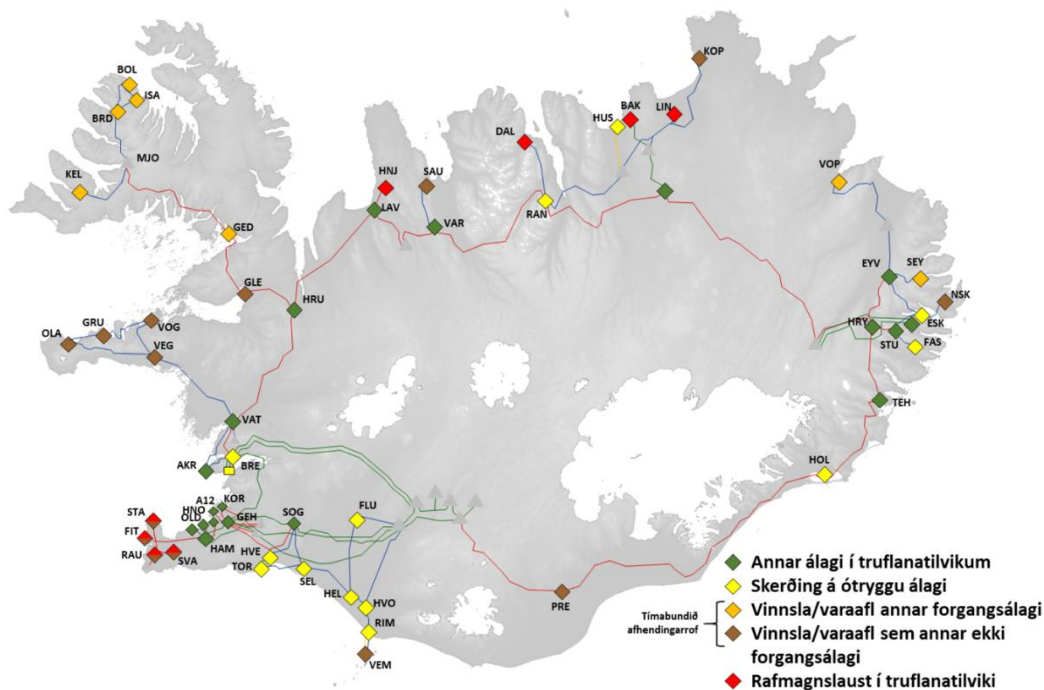 KOP
BOL
ISA
BRD
BAK
LIN
HUS
DAL
MJO
KEL
HNJ
SAU
VOP
LAV
RAN
VAR
GED
EYV
SEY
GLE
NSK
HRU
VOG
GRU
OLA
HRY
ESK
STU
FAS
VEG
TEH
VAT
HOL
AKR
BRE
A12
KOR
FLU
STA
HNO
OLD
GEH
SOG
FIT
HAM
HVE
RAU
SVA
TOR
SEL
HEL
HVO
PRE
RIM
VEM
Annar álagi í truflanatilvikum
Skerðing á ótryggu álagi
Tímabundið
afhendingarrof
Vinnsla/varaafl annar forgangsálagi
Vinnsla/varaafl sem annar ekki
forgangsálagi
Rafmagnslaust í truflanatilviki